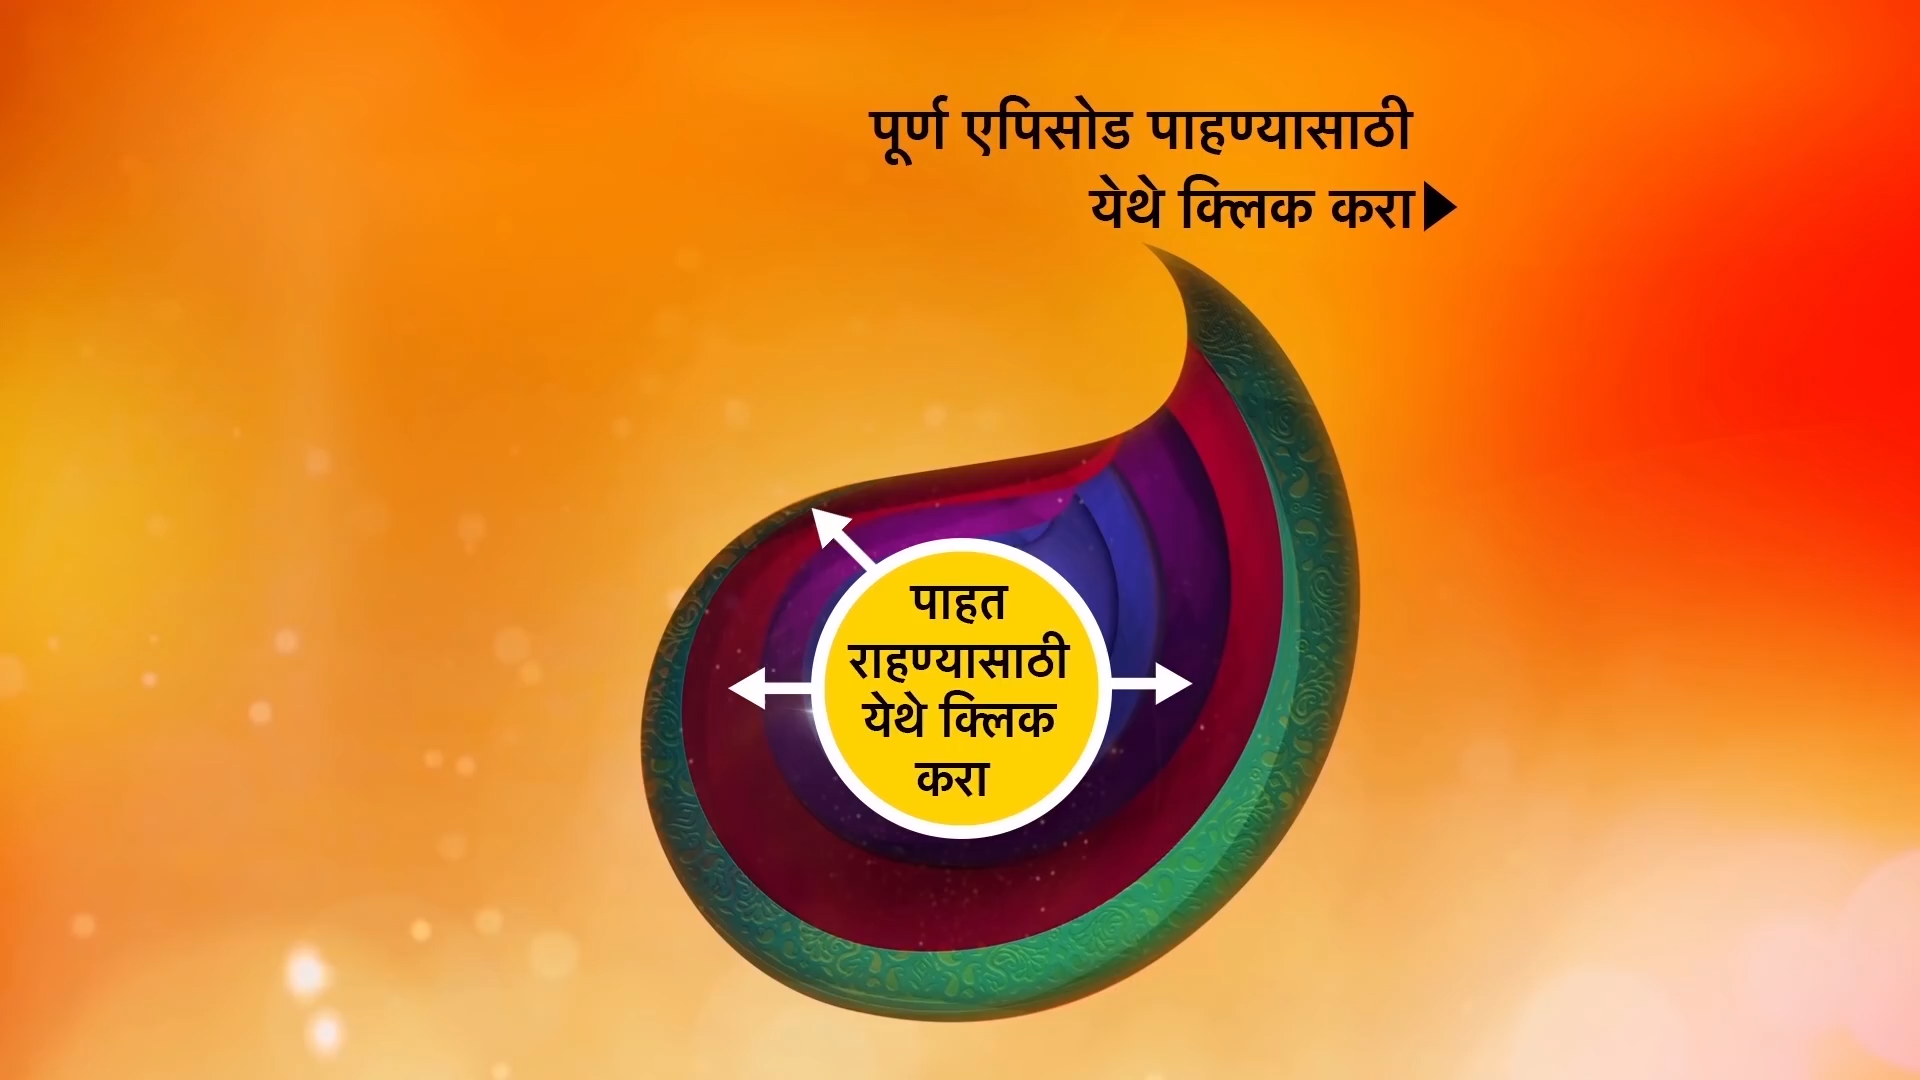 पूर्ण एपिसोड पाहण्यासाठी
येथे क्लिक करा
पाहत
राहण्यासाठी
येथे क्लिक
करा